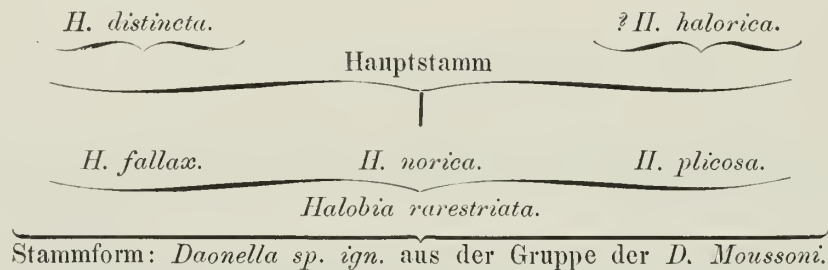 H. distincta. ? H. halorica.
Hauptstamm
H. fallax. H. norica. H. plicosa.
Halobia rarestriata.
Stammform: Daonella sp. ign. aus der Gruppe der D. Moussoni.